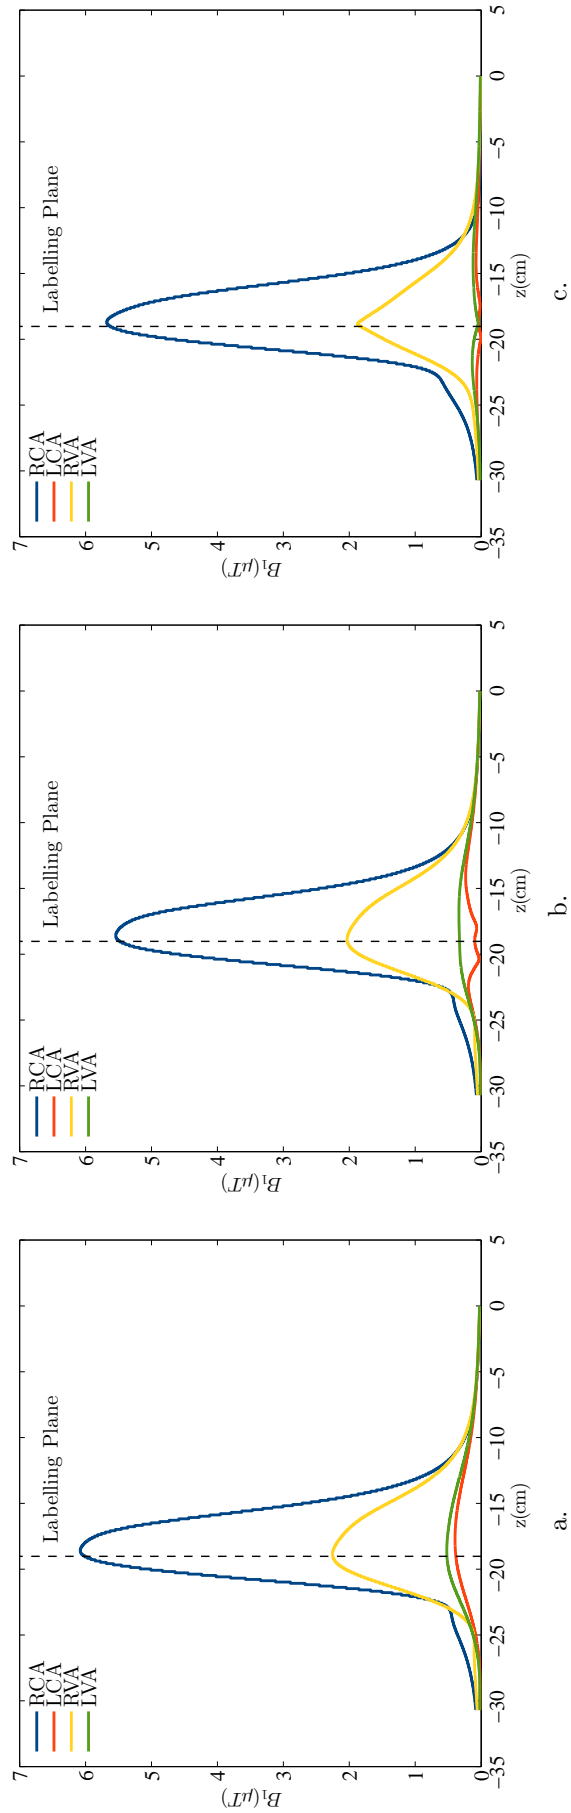 7
6
5
4
3
2
1
0
B₁(μT)
RCA
LCA
RVA
LVA
Labelling Plane
−35 −30 −25 −20 −15 −10 −5 0 5
z(cm)
a.
7
6
5
4
3
2
1
0
B₁(μT)
RCA
LCA
RVA
LVA
Labelling Plane
−35 −30 −25 −20 −15 −10 −5 0 5
z(cm)
b.
7
6
5
4
3
2
1
0
B₁(μT)
RCA
LCA
RVA
LVA
Labelling Plane
−35 −30 −25 −20 −15 −10 −5 0 5
z(cm)
c.